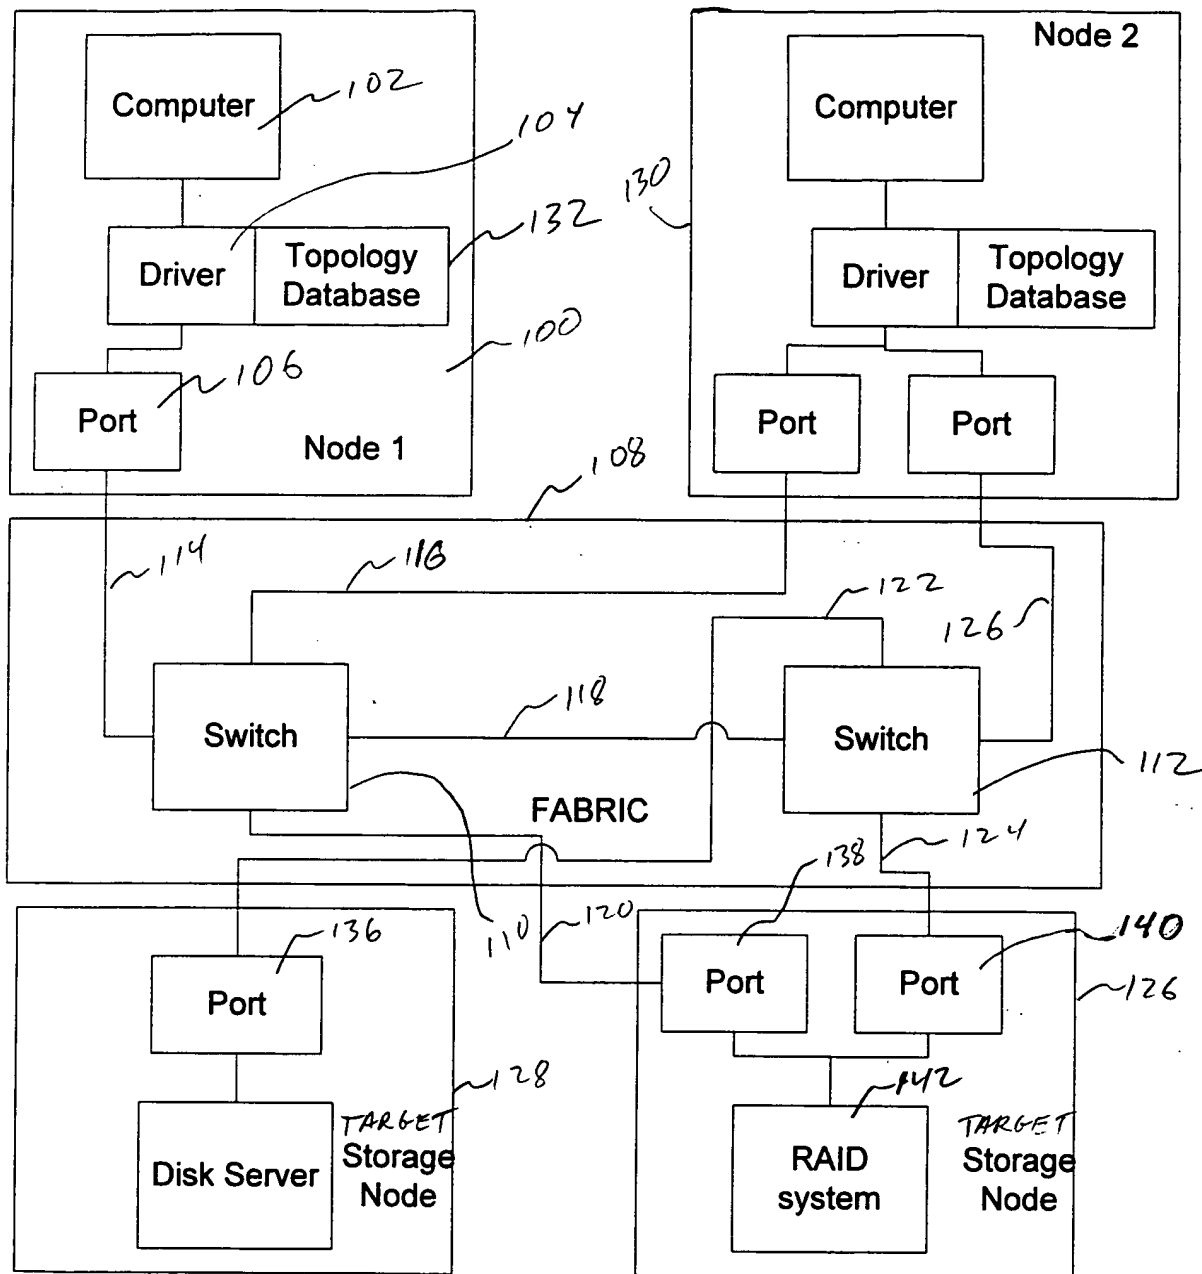 Node 2
Computer
102
Computer
104
130
132
Driver
Topology
Database
Driver
Topology
Database
100
106
Port
Node 1
Port
Port
108
114
116
122
126
118
Switch
Switch
112
FABRIC
124
138
110
120
136
140
Port
Port
Port
126
128
142
TARGET
Storage
Node
Disk Server
RAID
system
TARGET
Storage
Node